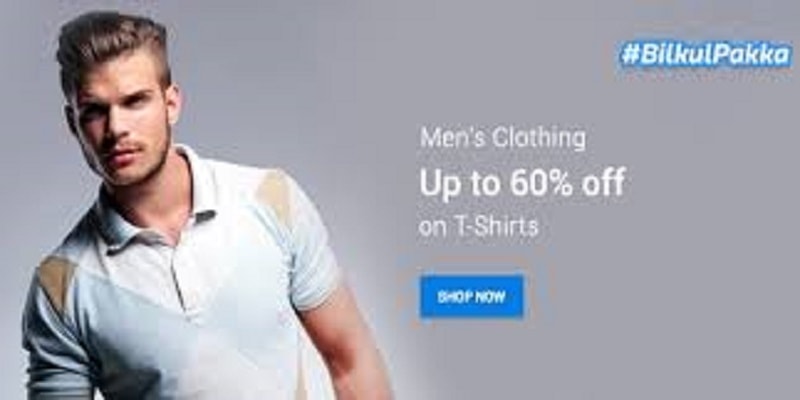 #BilkulPakka
Men's Clothing
Up to 60% off
on T-Shirts
SHOP NOW